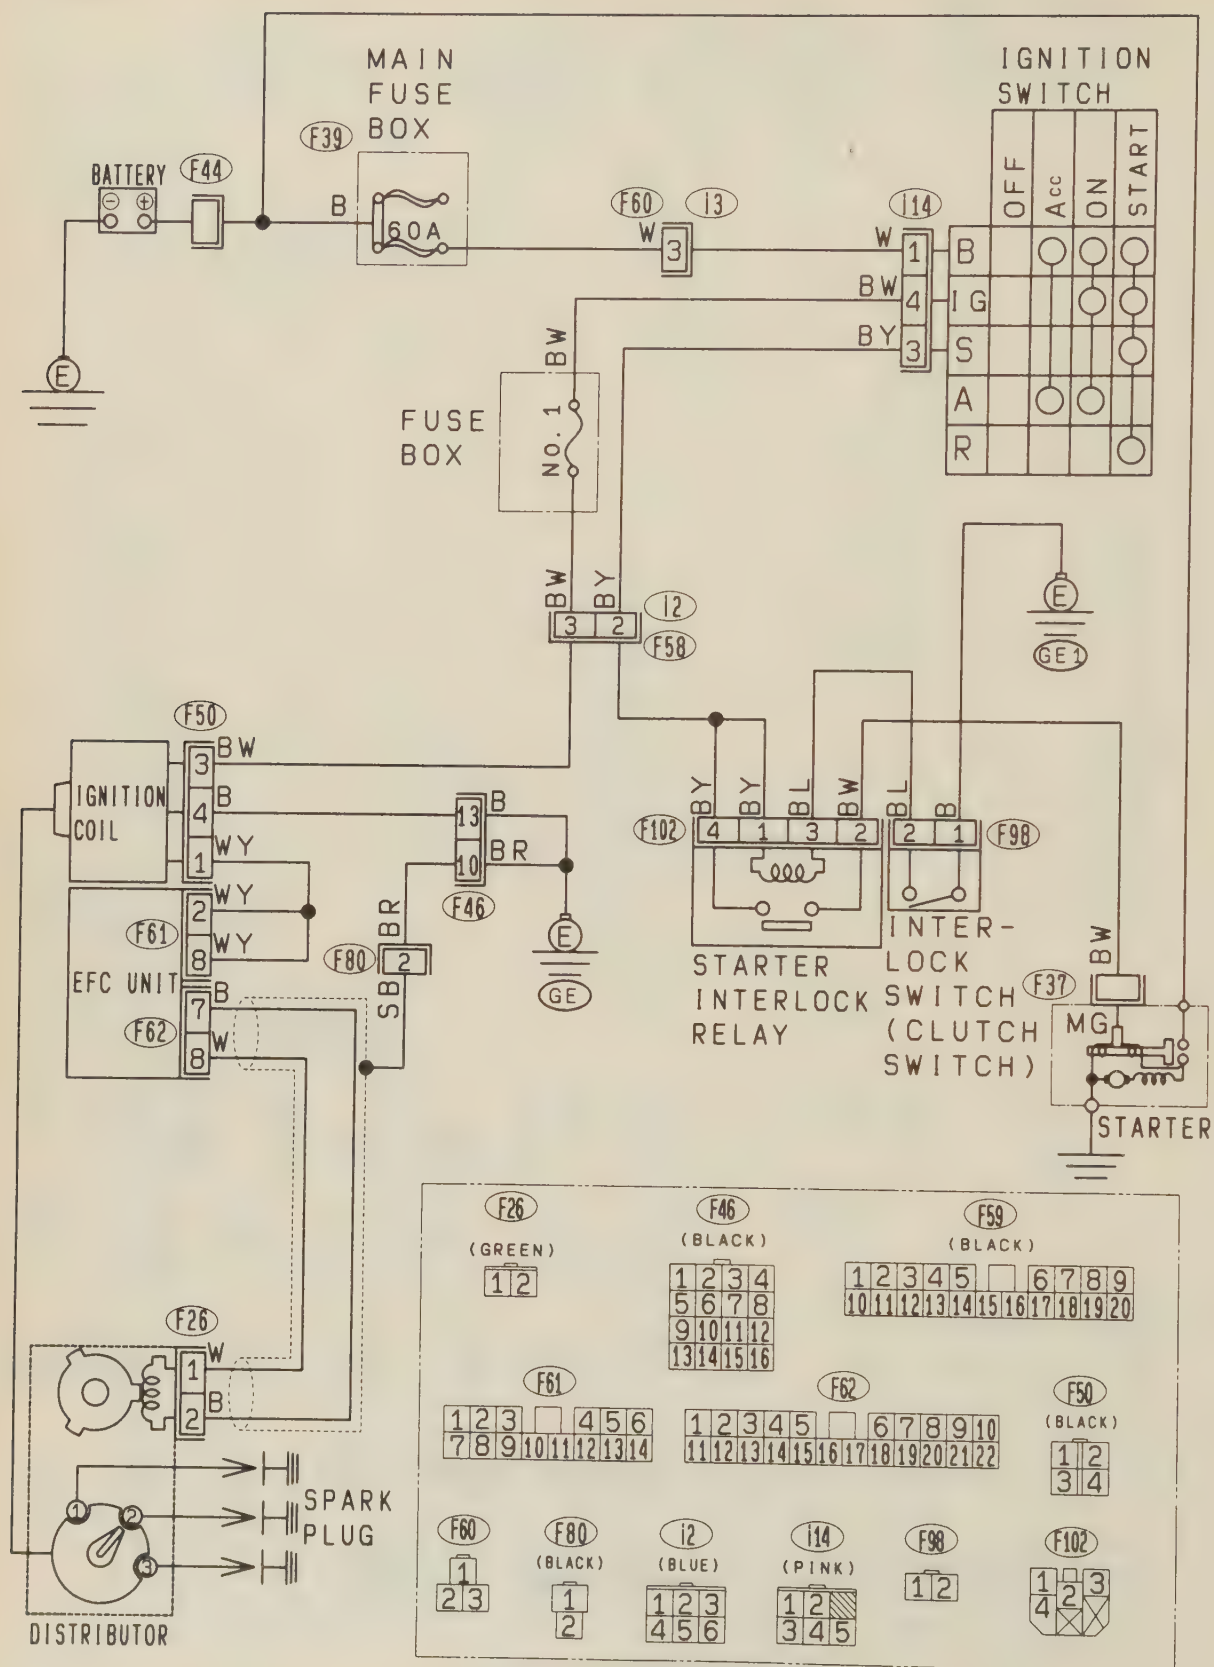 MAIN
FUSE
BOX
F39
IGNITION
SWITCH
BATTERY
F44
B
60A
F60
I3
W
3
i14
W
BW
BY
1
4
3
OFF
Acc
ON
START
B
IG
S
A
R
E
BW
FUSE
BOX
NO. 1
BW
BY
3
2
i2
F58
E
GE1
F50
IGNITION
COIL
3
BW
4
B
1
WY
13
B
10
BR
F46
E
GE
EFC UNIT
F61
2
WY
8
WY
F62
7
B
8
W
BR
F80
2
SB
BY
BY
BL
BW
BL
B
F102
4
1
3
2
2
1
F98
STARTER
INTERLOCK
RELAY
INTER-
LOCK
SWITCH
(CLUTCH
SWITCH)
BW
F37
MG
STARTER
F26
W
1
B
2
1
2
3
SPARK
PLUG
DISTRIBUTOR
F26
(GREEN)
1 2
F46
(BLACK)
1 2 3 4
5 6 7 8
9 10 11 12
13 14 15 16
F59
(BLACK)
1 2 3 4 5 6 7 8 9
10 11 12 13 14 15 16 17 18 19 20
F61
1 2 3 4 5 6
7 8 9 10 11 12 13 14
F62
1 2 3 4 5 6 7 8 9 10
11 12 13 14 15 16 17 18 19 20 21 22
F50
(BLACK)
1 2
3 4
F60
1
2 3
F80
(BLACK)
1
2
i2
(BLUE)
1 2 3
4 5 6
i14
(PINK)
1 2
3 4 5
F98
1 2
F102
1 2 3
4